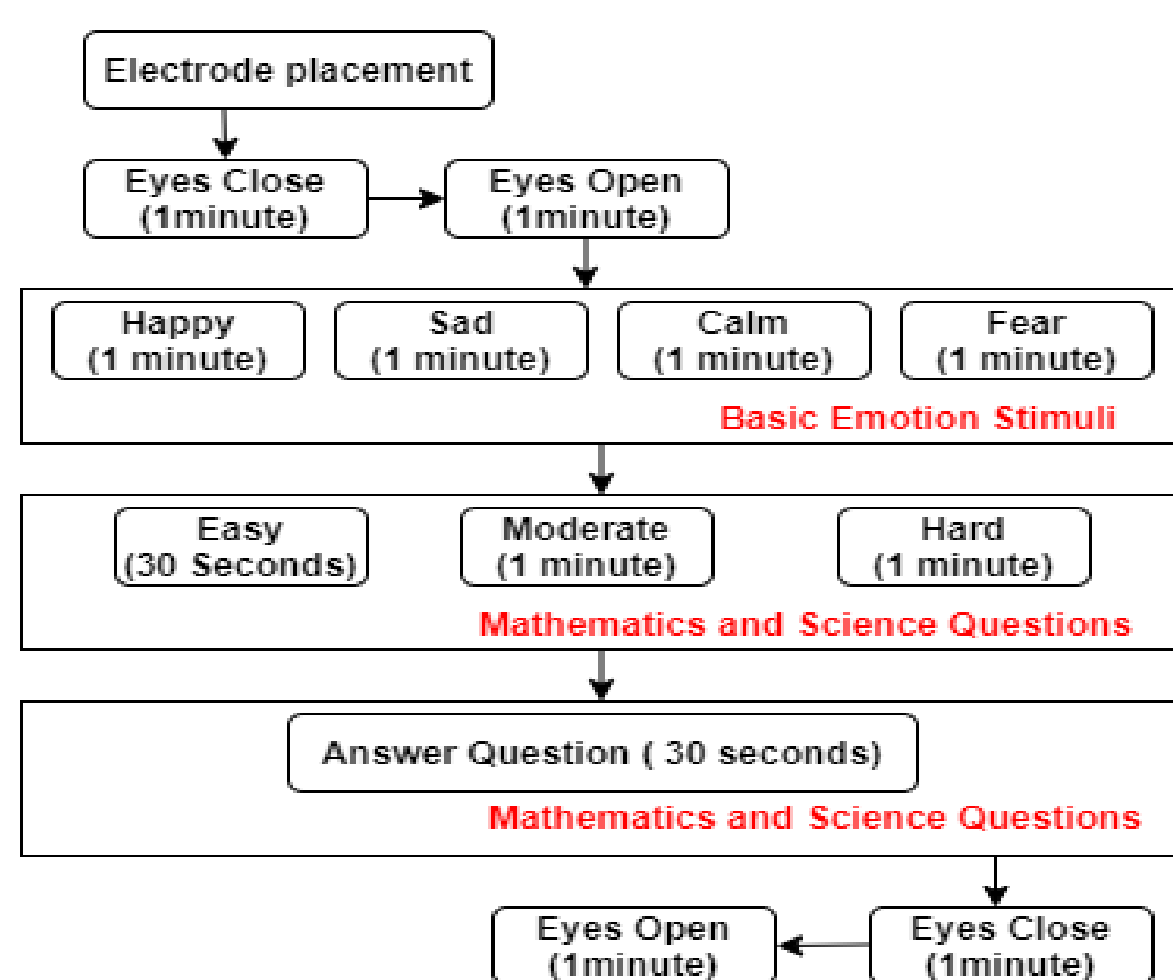 Electrode placement
Eyes Close
(1minute)
Eyes Open
(1minute)
Happy
(1 minute)
Sad
(1 minute)
Calm
(1 minute)
Fear
(1 minute)
Basic Emotion Stimuli
Easy
(30 Seconds)
Moderate
(1 minute)
Hard
(1 minute)
Mathematics and Science Questions
Answer Question ( 30 seconds)
Mathematics and Science Questions
Eyes Open
(1minute)
Eyes Close
(1minute)